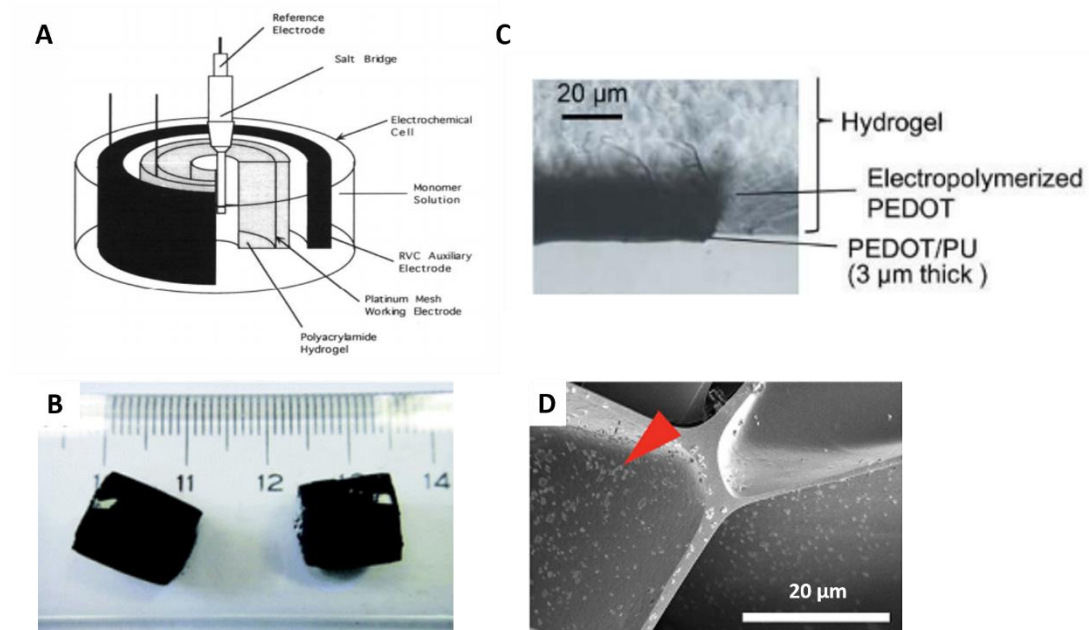 A
Reference
Electrode
Salt Bridge
Electrochemical
Cell
Monomer
Solution
RVC Auxiliary
Electrode
Platinum Mesh
Working Electrode
Polyacrylamide
Hydrogel
C
20 µm
Hydrogel
Electropolymerized
PEDOT
PEDOT/PU
(3 µm thick )
B
11
12
14
D
20 µm